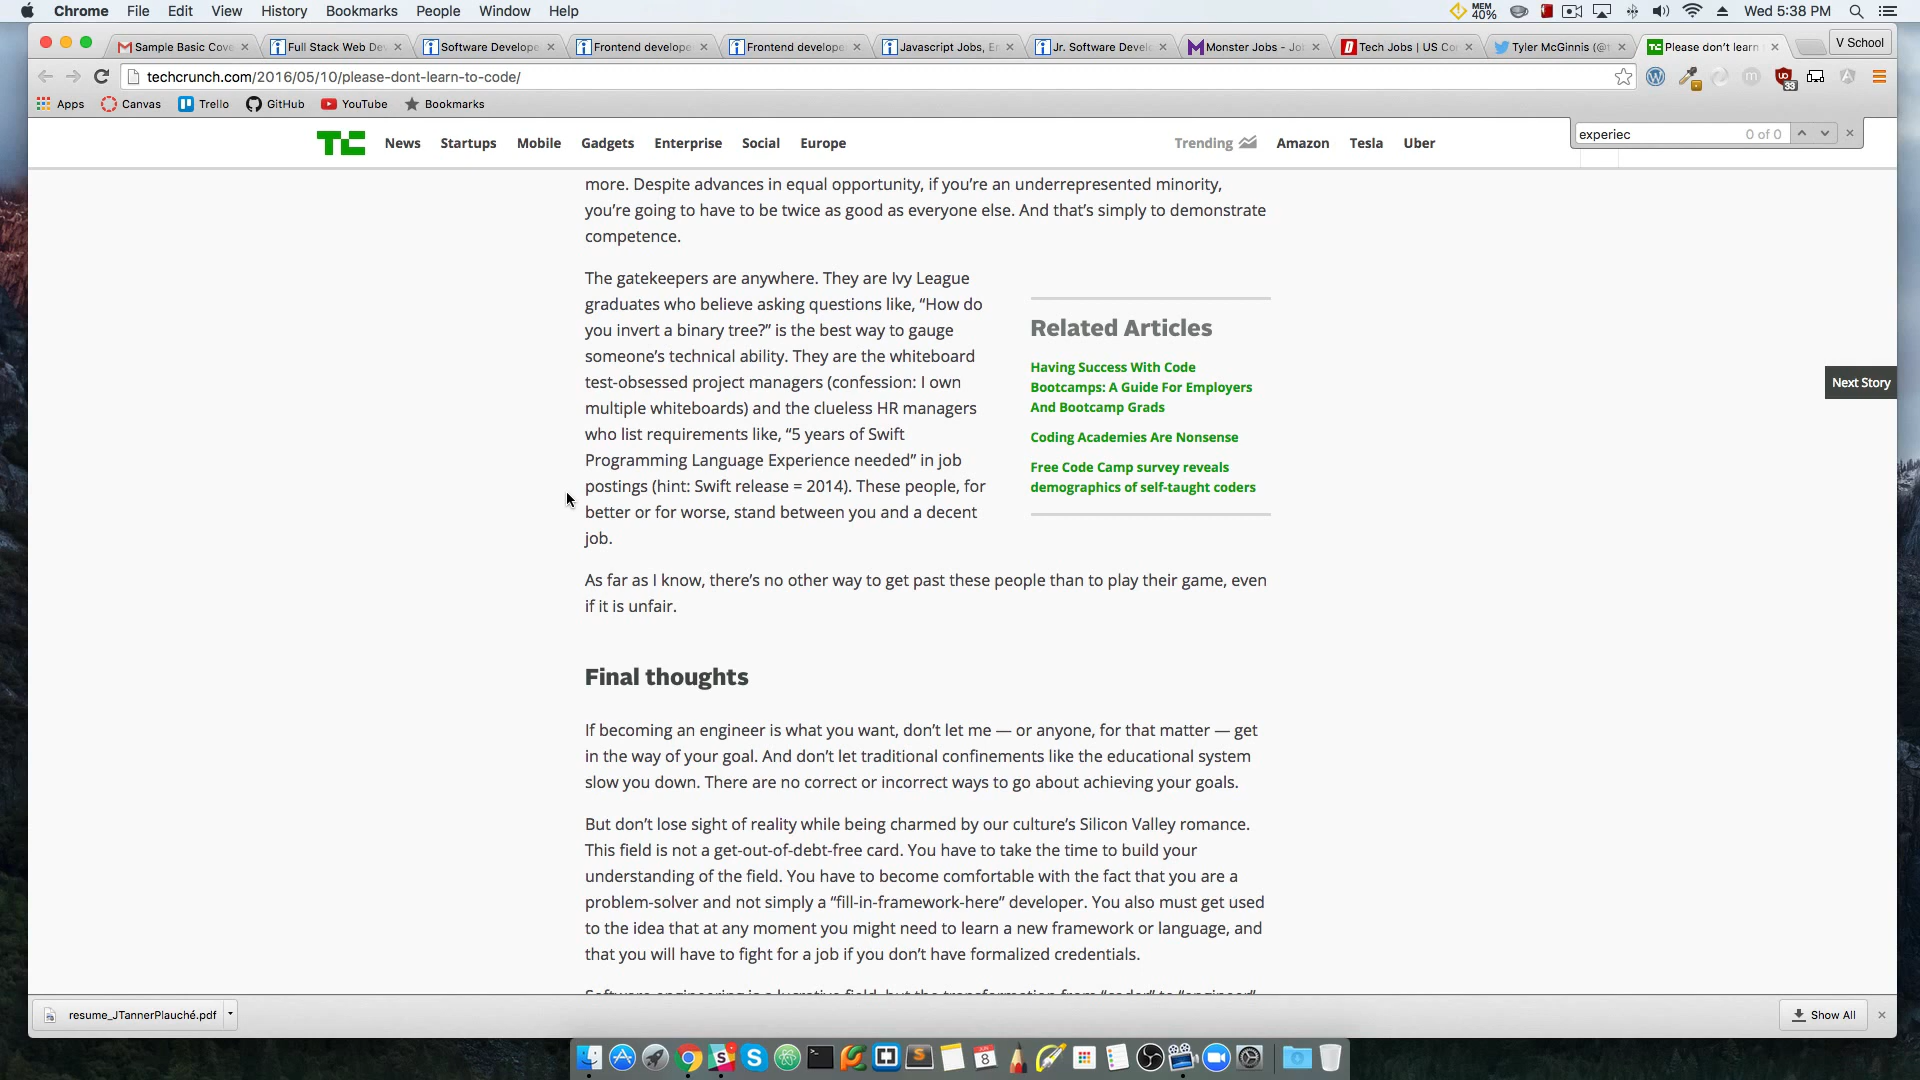 Chrome File Edit View History Bookmarks People Window Help
MEM 40% Wed 5:38 PM
Sample Basic Cove
Full Stack Web Dev
Software Develope
Frontend develope
Frontend develope
Javascript Jobs, En
Jr. Software Devel
Monster Jobs - Jo
Tech Jobs | US Co
Tyler McGinnis (@t
Please don't learn
V School
techcrunch.com/2016/05/10/please-dont-learn-to-code/
Apps Canvas Trello GitHub YouTube Bookmarks
experiec 0 of 0
TC News Startups Mobile Gadgets Enterprise Social Europe
Trending Amazon Tesla Uber
more. Despite advances in equal opportunity, if you're an underrepresented minority,
you're going to have to be twice as good as everyone else. And that's simply to demonstrate
competence.
The gatekeepers are anywhere. They are Ivy League
graduates who believe asking questions like, “How do
you invert a binary tree?” is the best way to gauge
someone's technical ability. They are the whiteboard
test-obsessed project managers (confession: I own
multiple whiteboards) and the clueless HR managers
who list requirements like, “5 years of Swift
Programming Language Experience needed” in job
postings (hint: Swift release = 2014). These people, for
better or for worse, stand between you and a decent
job.
Related Articles
Having Success With Code
Bootcamps: A Guide For Employers
And Bootcamp Grads
Coding Academies Are Nonsense
Free Code Camp survey reveals
demographics of self-taught coders
Next Story
As far as I know, there's no other way to get past these people than to play their game, even
if it is unfair.
Final thoughts
If becoming an engineer is what you want, don't let me — or anyone, for that matter — get
in the way of your goal. And don't let traditional confinements like the educational system
slow you down. There are no correct or incorrect ways to go about achieving your goals.
But don't lose sight of reality while being charmed by our culture's Silicon Valley romance.
This field is not a get-out-of-debt-free card. You have to take the time to build your
understanding of the field. You have to become comfortable with the fact that you are a
problem-solver and not simply a “fill-in-framework-here” developer. You also must get used
to the idea that at any moment you might need to learn a new framework or language, and
that you will have to fight for a job if you don't have formalized credentials.
Software engineering is a lucrative field, but the transformation from “coder” to “engineer”
resume_JTannerPlauché.pdf
Show All